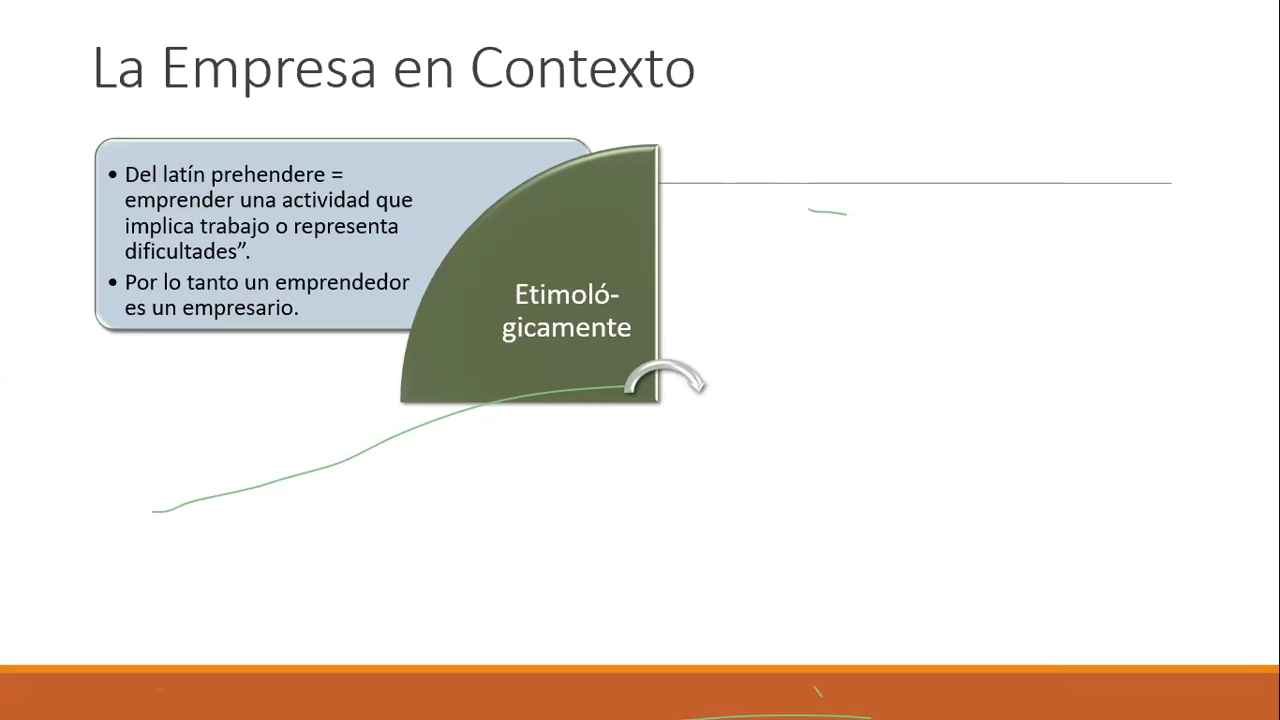 La Empresa en Contexto
• Del latín prehendere =
emprender una actividad que
implica trabajo o representa
dificultades”.
• Por lo tanto un emprendedor
es un empresario.
Etimoló-
gicamente